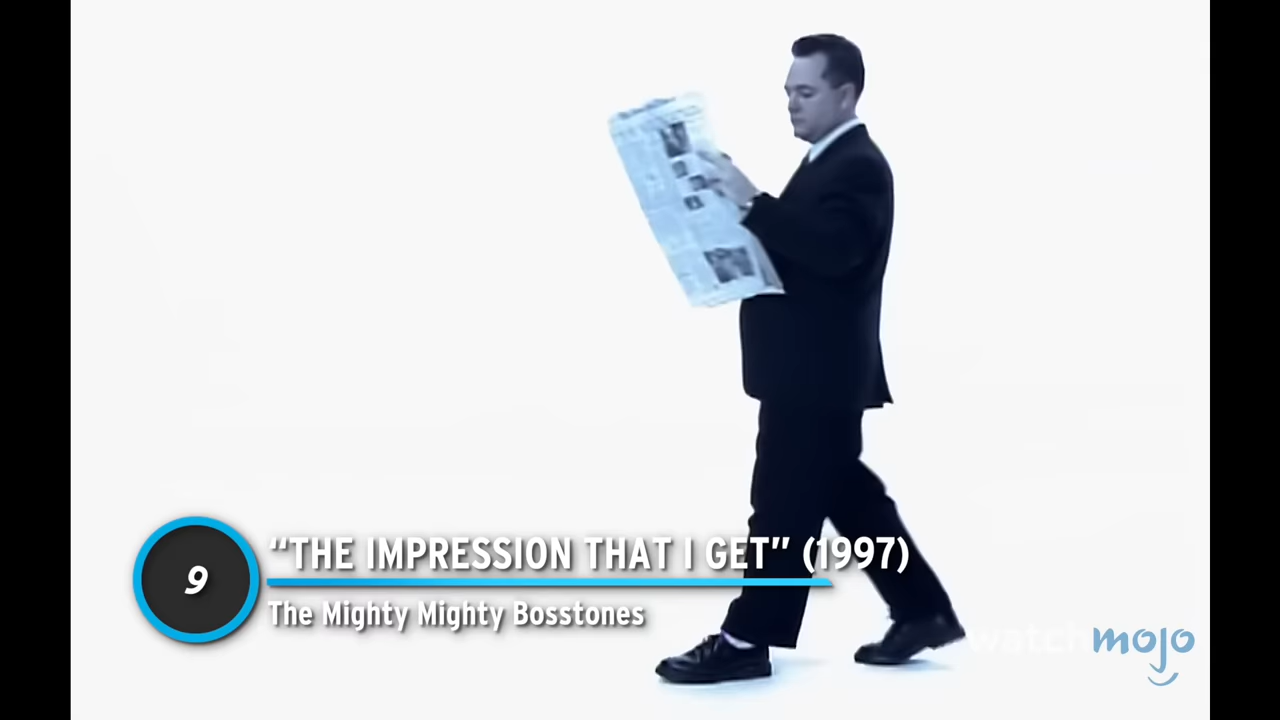 9
“THE IMPRESSION THAT I GET” (1997)
The Mighty Mighty Bosstones
watchmojo